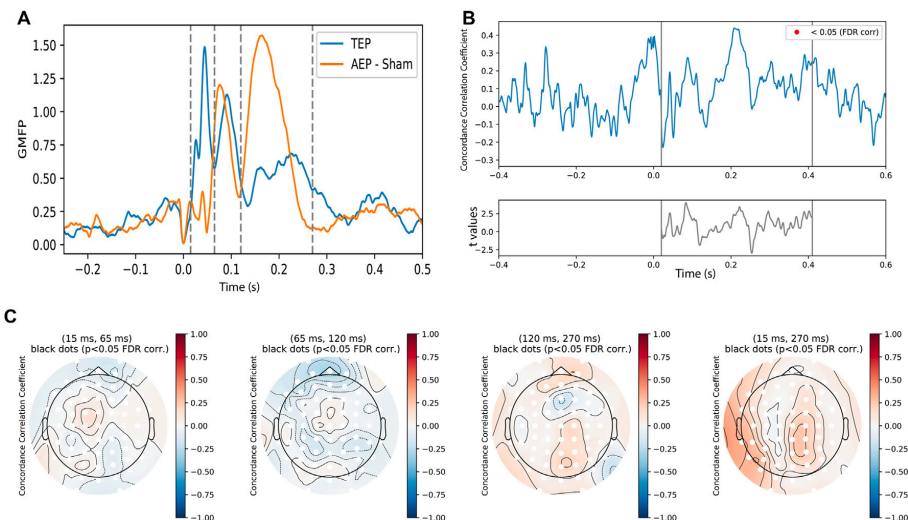 A
GMFP
1.50
1.25
1.00
0.75
0.50
0.25
0.00
TEP
AEP - Sham
−0.2 −0.1 0.0 0.1 0.2 0.3 0.4 0.5
Time (s)
B
Concordance Correlation Coefficient
0.4
0.3
0.2
0.1
0.0
−0.1
−0.2
−0.3
< 0.05 (FDR corr)
−0.4 −0.2 0.0 0.2 0.4 0.6
t values
2.5
0.0
−2.5
−0.4 −0.2 0.0 0.2 0.4 0.6
Time (s)
C
(15 ms, 65 ms)
black dots (p<0.05 FDR corr.)
Concordance Correlation Coefficient
1.00
0.75
0.50
0.25
0.00
−0.25
−0.50
−0.75
−1.00
(65 ms, 120 ms)
black dots (p<0.05 FDR corr.)
Concordance Correlation Coefficient
1.00
0.75
0.50
0.25
0.00
−0.25
−0.50
−0.75
−1.00
(120 ms, 270 ms)
black dots (p<0.05 FDR corr.)
Concordance Correlation Coefficient
1.00
0.75
0.50
0.25
0.00
−0.25
−0.50
−0.75
−1.00
(15 ms, 270 ms)
black dots (p<0.05 FDR corr.)
Concordance Correlation Coefficient
1.00
0.75
0.50
0.25
0.00
−0.25
−0.50
−0.75
−1.00